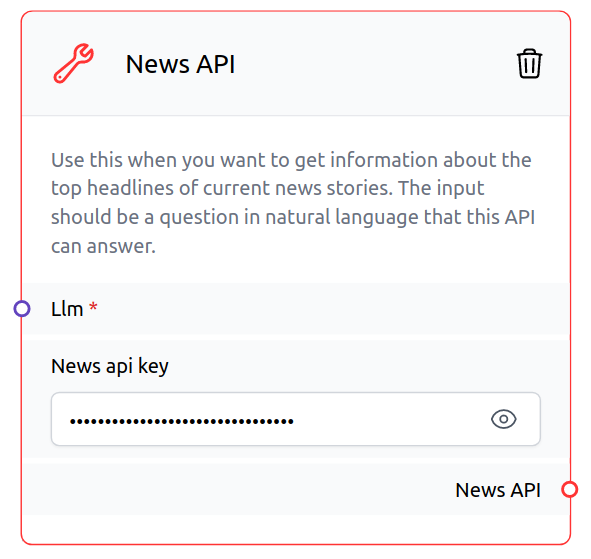 News API
Use this when you want to get information about the
top headlines of current news stories. The input
should be a question in natural language that this API
can answer.
Llm *
News api key
••••••••••••••••••••••••••••••••
News API